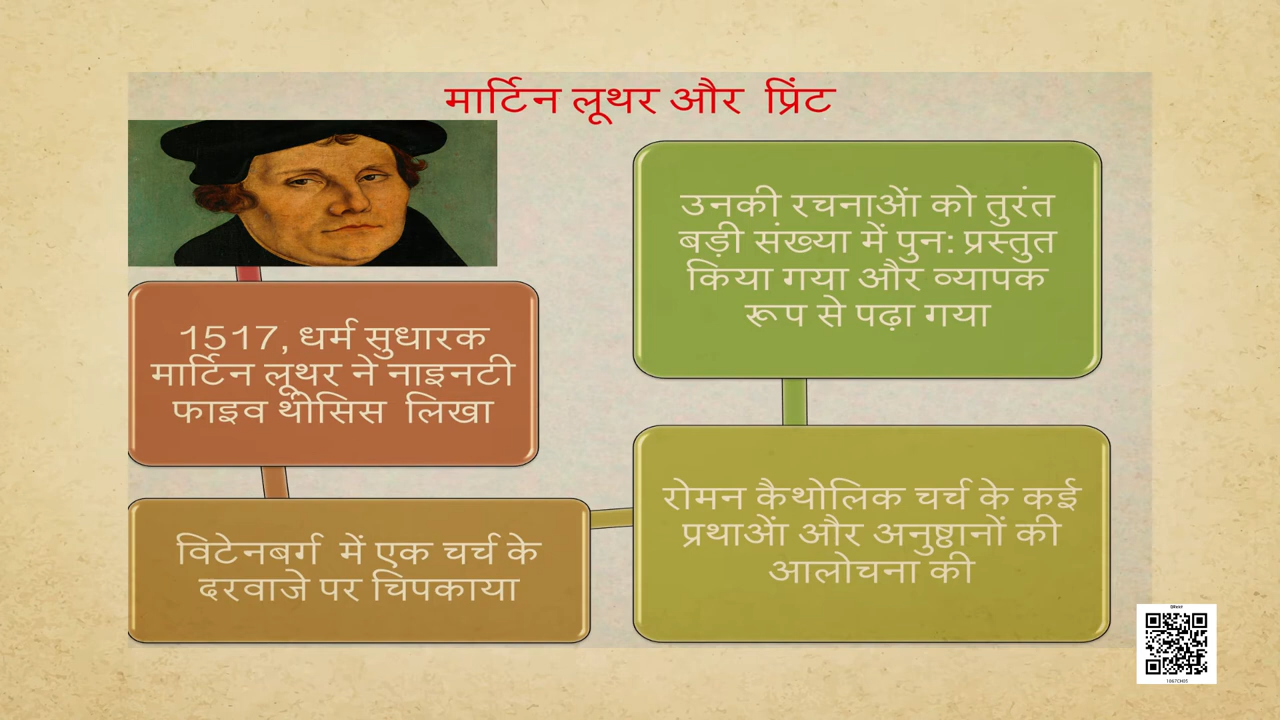 मार्टिन लूथर और प्रिंट
1517, धर्म सुधारक
मार्टिन लूथर ने नाइनटी
फाइव थीसिस लिखा
विटेनबर्ग में एक चर्च के
दरवाजे पर चिपकाया
रोमन कैथोलिक चर्च के कई
प्रथाओं और अनुष्ठानों की
आलोचना की
उनकी रचनाओं को तुरंत
बड़ी संख्या में पुन: प्रस्तुत
किया गया और व्यापक
रूप से पढ़ा गया
1067CH05